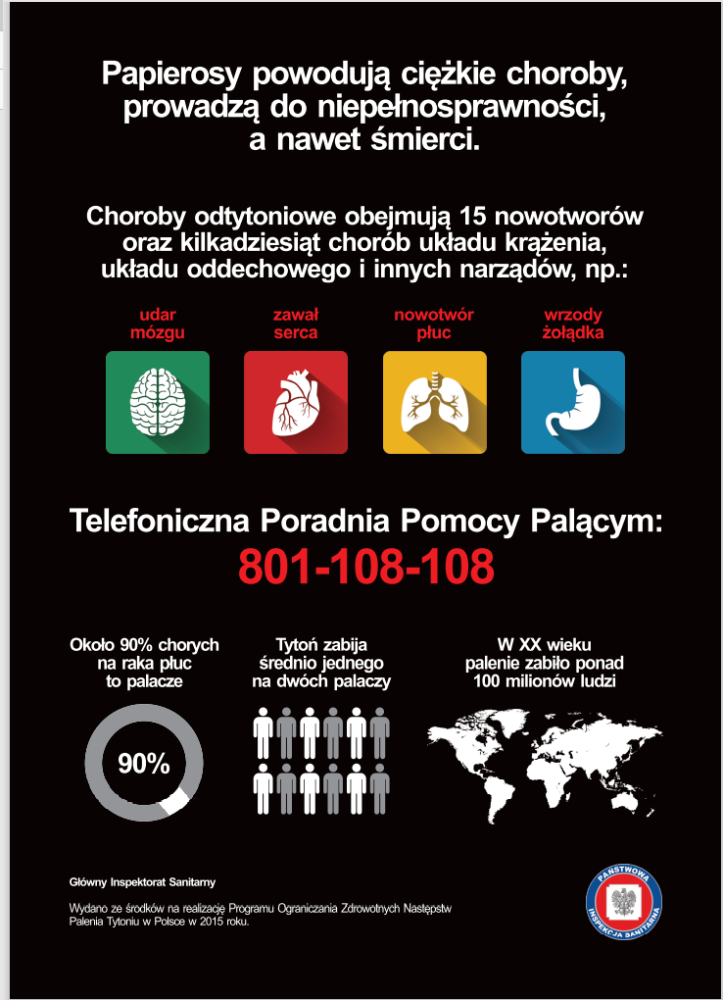 Papierosy powodują ciężkie choroby,
prowadzą do niepełnosprawności,
a nawet śmierci.
Choroby odtytoniowe obejmują 15 nowotworów
oraz kilkadziesiąt chorób układu krążenia,
układu oddechowego i innych narządów, np.:
udar
mózgu
zawał
serca
nowotwór
płuc
wrzody
żołądka
Telefoniczna Poradnia Pomocy Palącym:
801-108-108
Około 90% chorych
na raka płuc
to palacze
90%
Tytoń zabija
średnio jednego
na dwóch palaczy
W XX wieku
palenie zabiło ponad
100 milionów ludzi
Główny Inspektorat Sanitarny
Wydano ze środków na realizację Programu Ograniczania Zdrowotnych Następstw
Palenia Tytoniu w Polsce w 2015 roku.
PAŃSTWOWA
INSPEKCJA SANITARNA